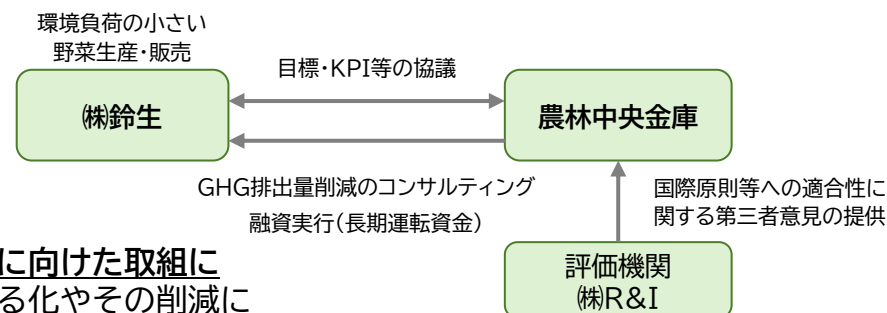 環境負荷の小さい
野菜生産・販売
目標・KPI等の協議
㈱鈴生
農林中央金庫
GHG排出量削減のコンサルティング
融資実行（長期運転資金）
国際原則等への適合性に
関する第三者意見の提供
に向けた取組に
る化やその削減に
評価機関
㈱R&I